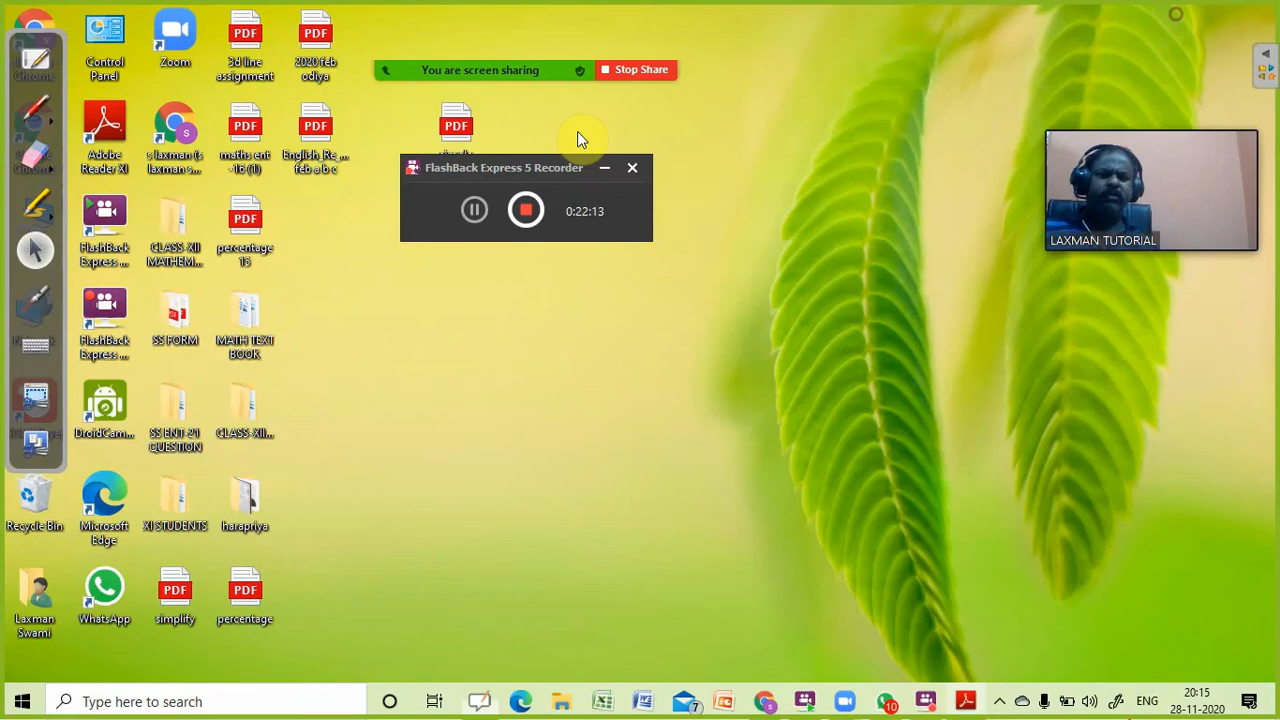 Control
Panel
Zoom
PDF
3d line
assignment
PDF
2020 feb
odiya
You are screen sharing
Stop Share
Adobe
Reader XI
s laxman (s
laxman s...
PDF
maths ent
-16 (1)
PDF
English_Re_...
feb a b c
PDF
FlashBack Express 5 Recorder
0:22:13
LAXMAN TUTORIAL
FlashBack
Express ...
CLASS-XII
MATHEM...
PDF
percentage
15
FlashBack
Express ...
SS FORM
MATH TEXT
BOOK
DroidCam...
SS ENT-21
QUESTION
CLASS-XII...
Recycle Bin
Microsoft
Edge
XI STUDENTS
harapriya
Laxman
Swami
WhatsApp
PDF
simplify
PDF
percentage
Type here to search
7
10
ENG
20:15
28-11-2020